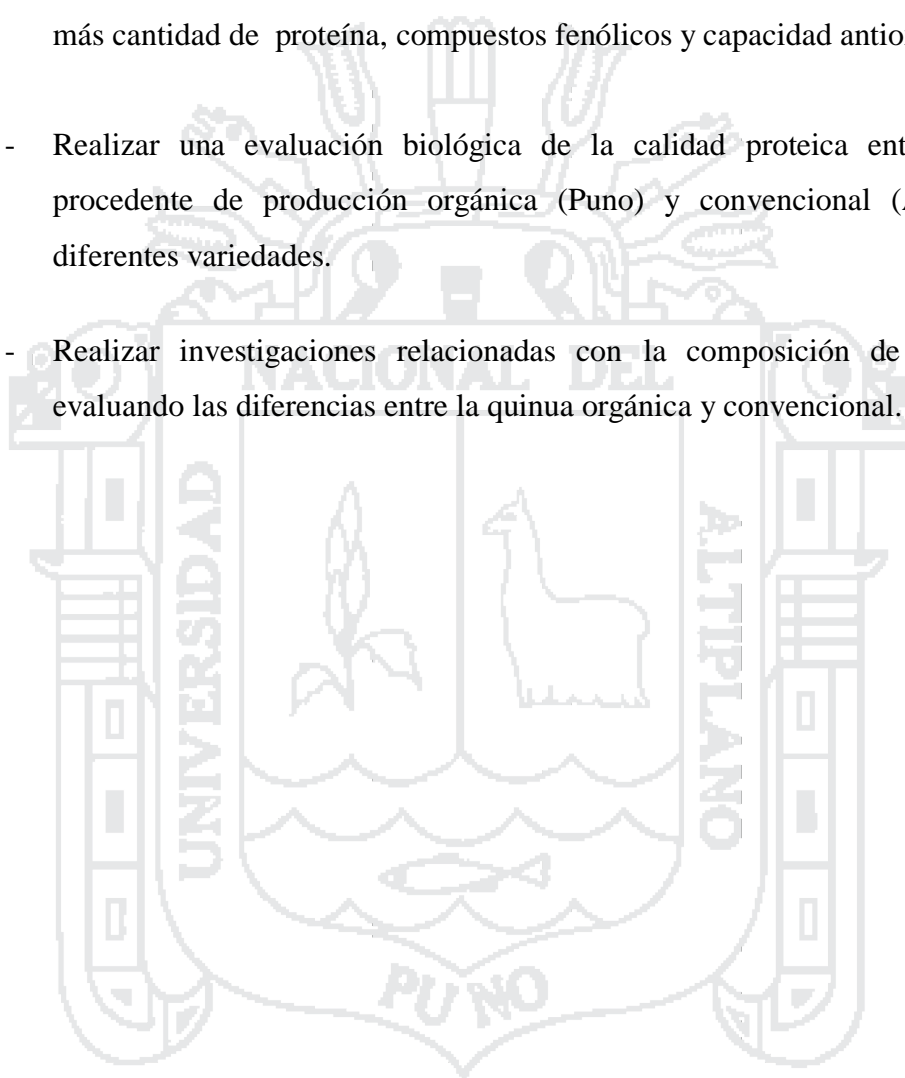 más cantidad de proteína, compuestos fenólicos y capacidad
- Realizar una evaluación biológica de la calidad proteica
procedente de producción orgánica (Puno) y convencional
diferentes variedades.
- Realizar investigaciones relacionadas con la composición de
evaluando las diferencias entre la quinua orgánica y convencional.
NACIONAL DEL
UNIVERSIDAD
ALTIPLANO
PUNO